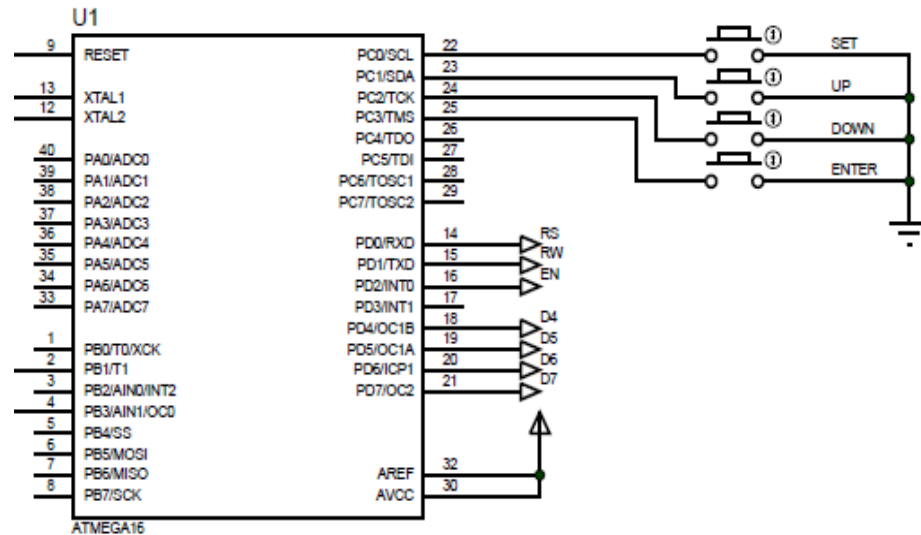 U1
9 RESET PC0/SCL 22 ① SET
PC1/SDA 23
13 XTAL1 PC2/TCK 24 ① UP
12 XTAL2 PC3/TMS 25
PC4/TDO 26 ① DOWN
40 PA0/ADC0 PC5/TDI 27
39 PA1/ADC1 PC6/TOSC1 28 ① ENTER
38 PA2/ADC2 PC7/TOSC2 29
37 PA3/ADC3
36 PA4/ADC4 PD0/RXD 14 RS
35 PA5/ADC5 PD1/TXD 15 RW
34 PA6/ADC6 PD2/INT0 16 EN
33 PA7/ADC7 PD3/INT1 17
PD4/OC1B 18 D4
1 PB0/T0/XCK PD5/OC1A 19 D5
2 PB1/T1 PD6/ICP1 20 D6
3 PB2/AIN0/INT2 PD7/OC2 21 D7
4 PB3/AIN1/OC0
5 PB4/SS
6 PB5/MOSI
7 PB6/MISO AREF 32
8 PB7/SCK AVCC 30
ATMEGA16